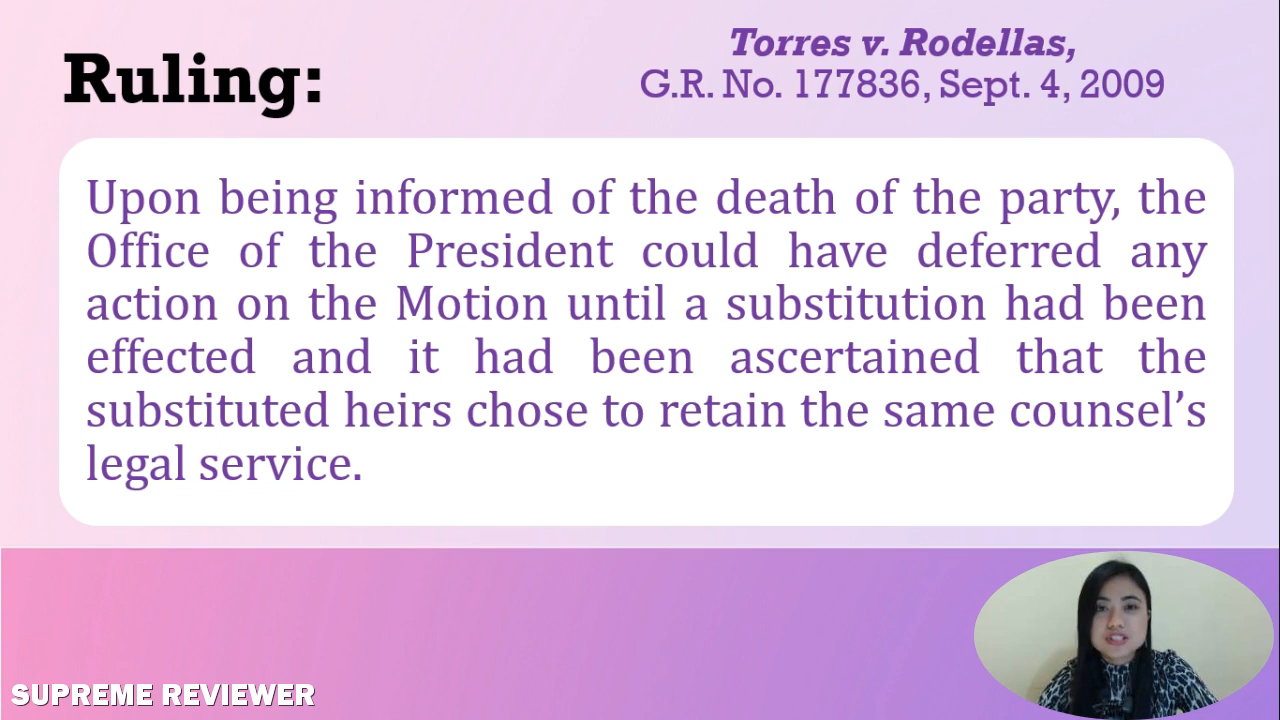 Ruling:
Torres v. Rodellas,
G.R. No. 177836, Sept. 4, 2009
Upon being informed of the death of the party, the
Office of the President could have deferred any
action on the Motion until a substitution had been
effected and it had been ascertained that the
substituted heirs chose to retain the same counsel’s
legal service.
SUPREME REVIEWER